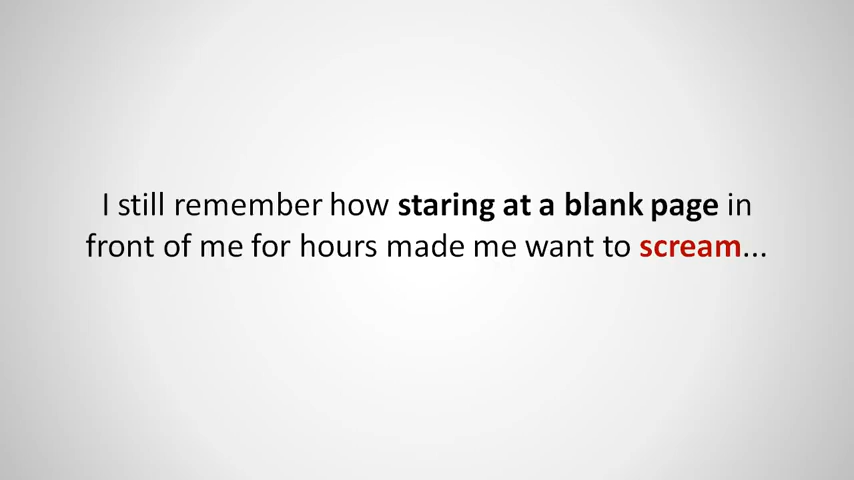 I still remember how staring at a blank page in
front of me for hours made me want to scream...